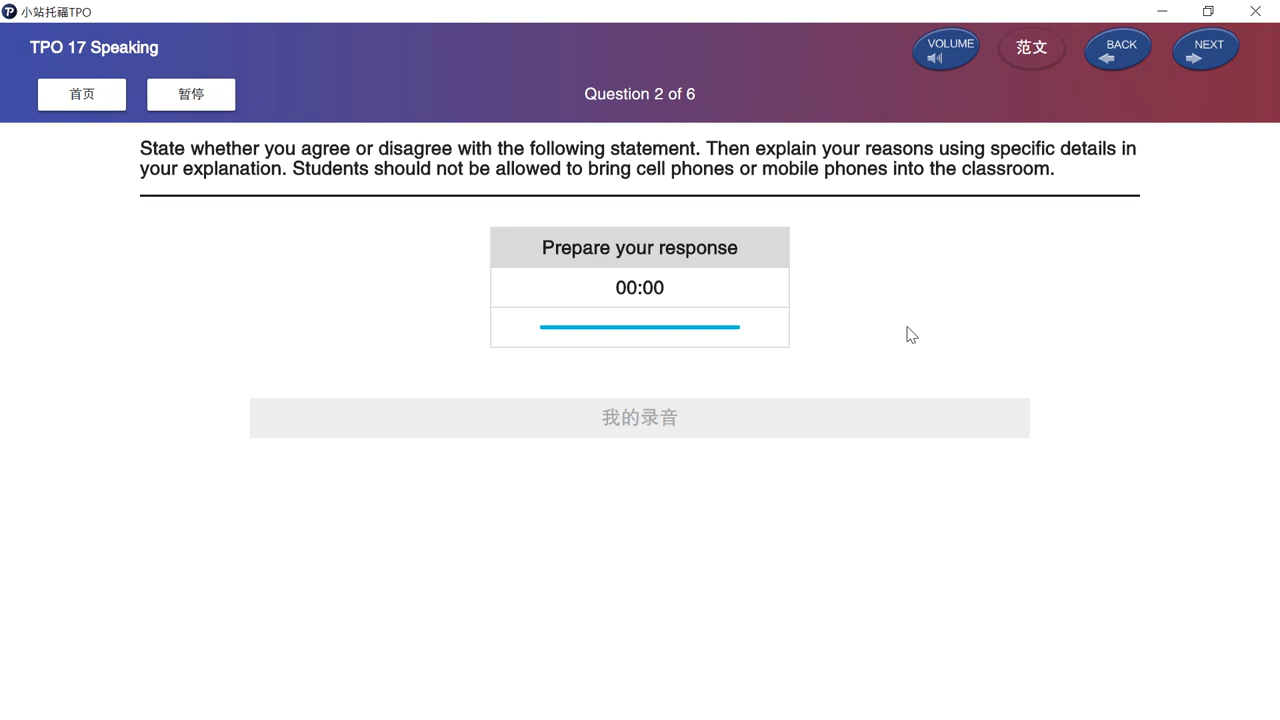 小站托福TPO
TPO 17 Speaking
VOLUME
范文
BACK
NEXT
首页
暂停
Question 2 of 6
State whether you agree or disagree with the following statement. Then explain your reasons using specific details in
your explanation. Students should not be allowed to bring cell phones or mobile phones into the classroom.
Prepare your response
00:00
我的录音